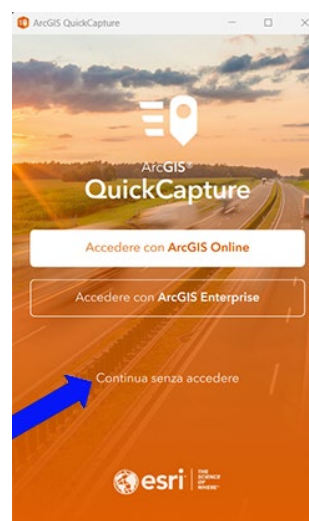 ArcGIS QuickCapture
ArcGIS®
QuickCapture
Accedere con ArcGIS Online
Accedere con ArcGIS Enterprise
Continua senza accedere
esri
THE
SCIENCE
OF
WHERE®